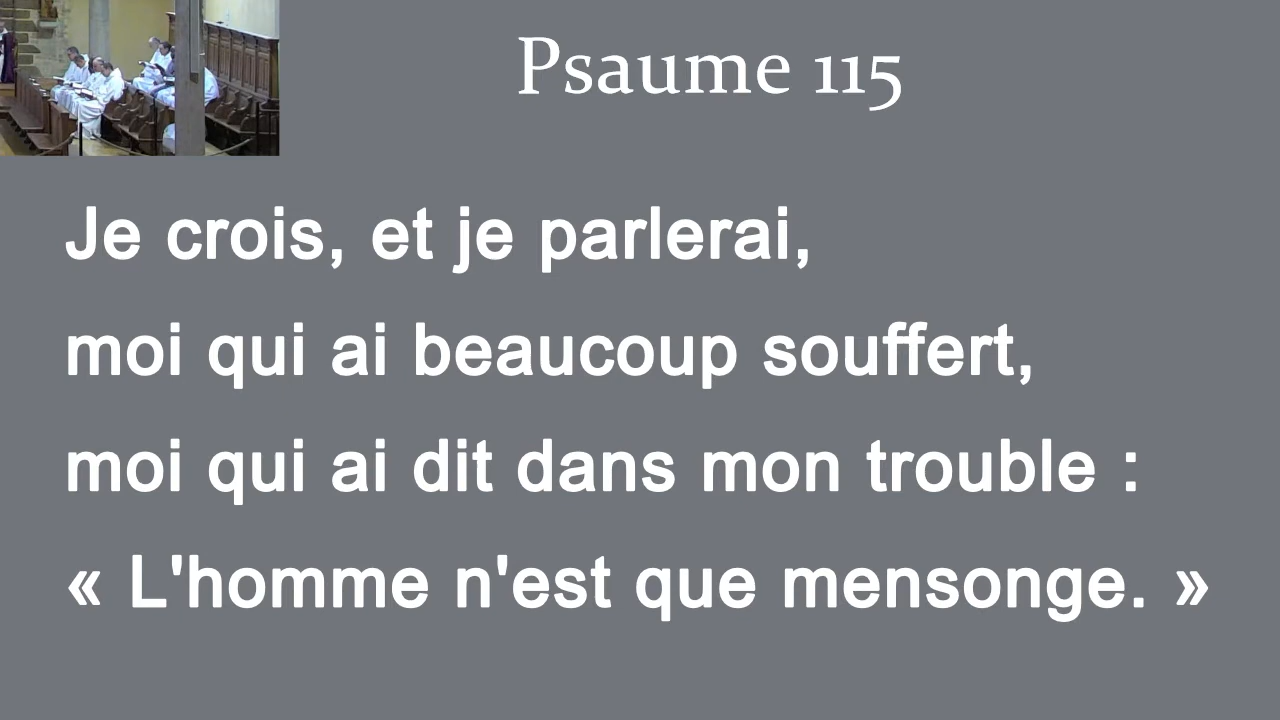 Psaume 115
Je crois, et je parlerai,
moi qui ai beaucoup souffert,
moi qui ai dit dans mon trouble :
« L'homme n'est que mensonge. »